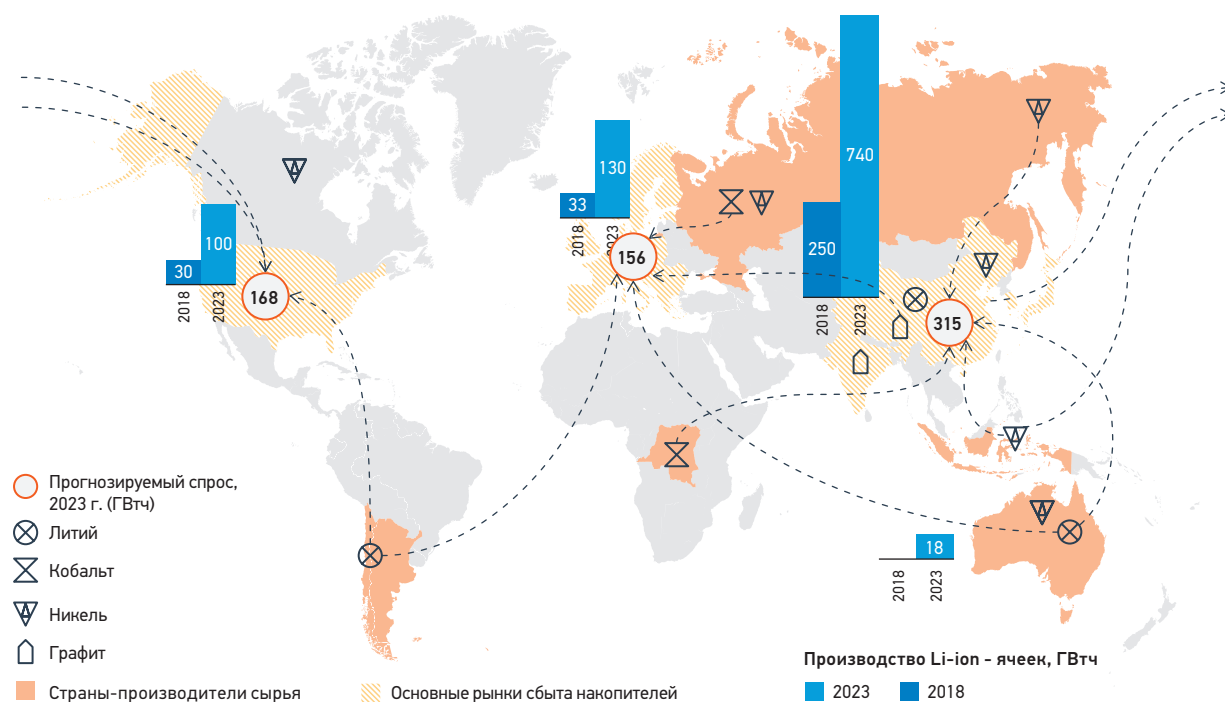 740
130
33
2018
2023
250
2018
2023
100
30
2018
2023
168
156
315
18
2018
2023
Прогнозируемый спрос,
2023 г. (ГВтч)
Литий
Кобальт
Никель
Графит
Страны-производители сырья
Основные рынки сбыта накопителей
Производство Li-ion - ячеек, ГВтч
2023
2018